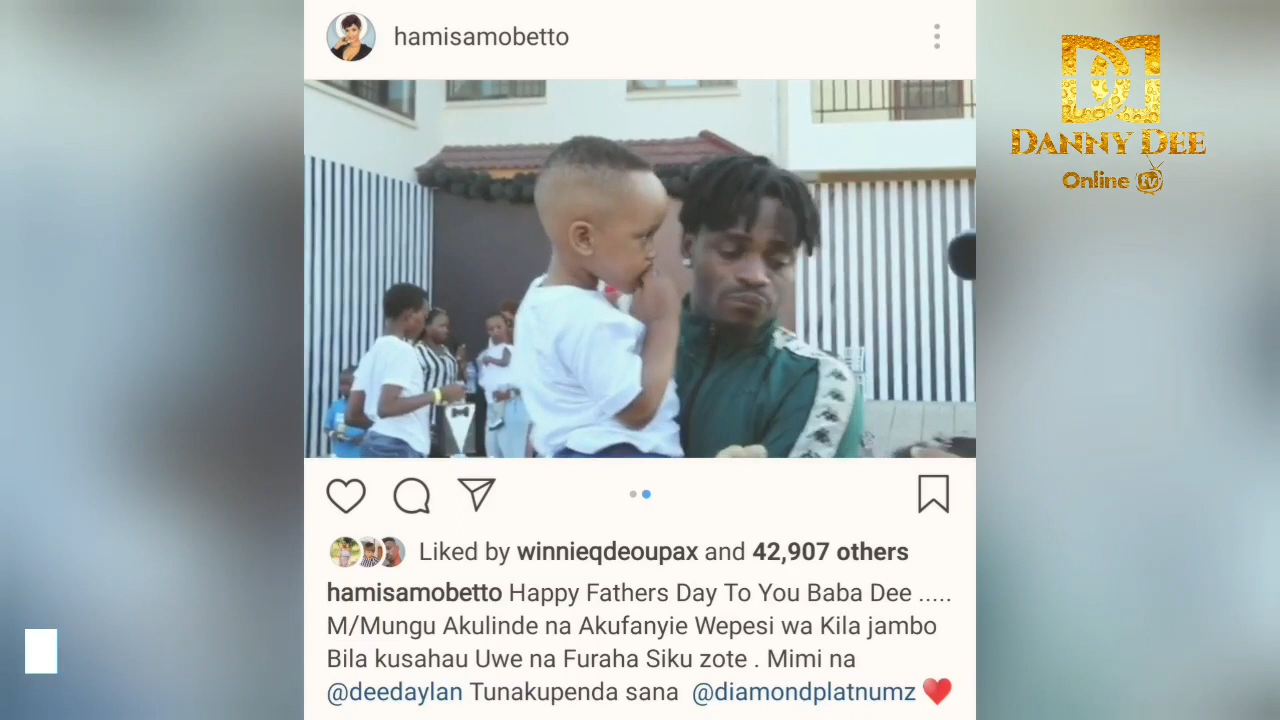 hamisamobetto
DANNY DEE
Online tv
Liked by winnieqdeoupax and 42,907 others
hamisamobetto Happy Fathers Day To You Baba Dee .....
M/Mungu Akulinde na Akufanyie Wepesi wa Kila jambo
Bila kusahau Uwe na Furaha Siku zote . Mimi na
@deedaylan Tunakupenda sana @diamondplatnumz ❤️